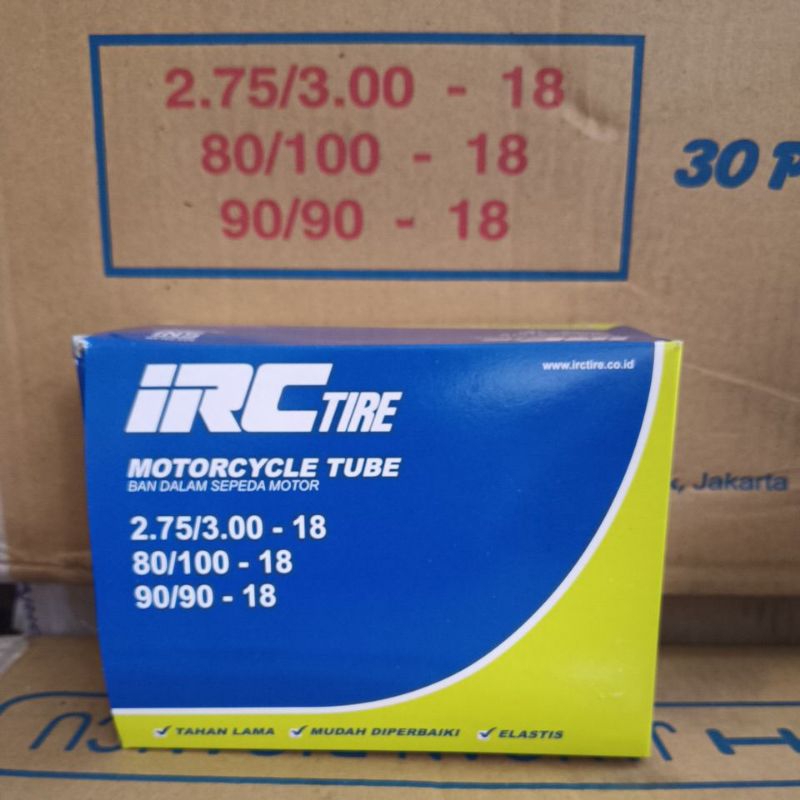 2.75/3.00 - 18
80/100 - 18
90/90 - 18
30
iRC TIRE
www.irctire.co.id
MOTORCYCLE TUBE
BAN DALAM SEPEDA MOTOR
2.75/3.00 - 18
80/100 - 18
90/90 - 18
Jakarta
TAHAN LAMA MUDAH DIPERBAIKI ELASTIS